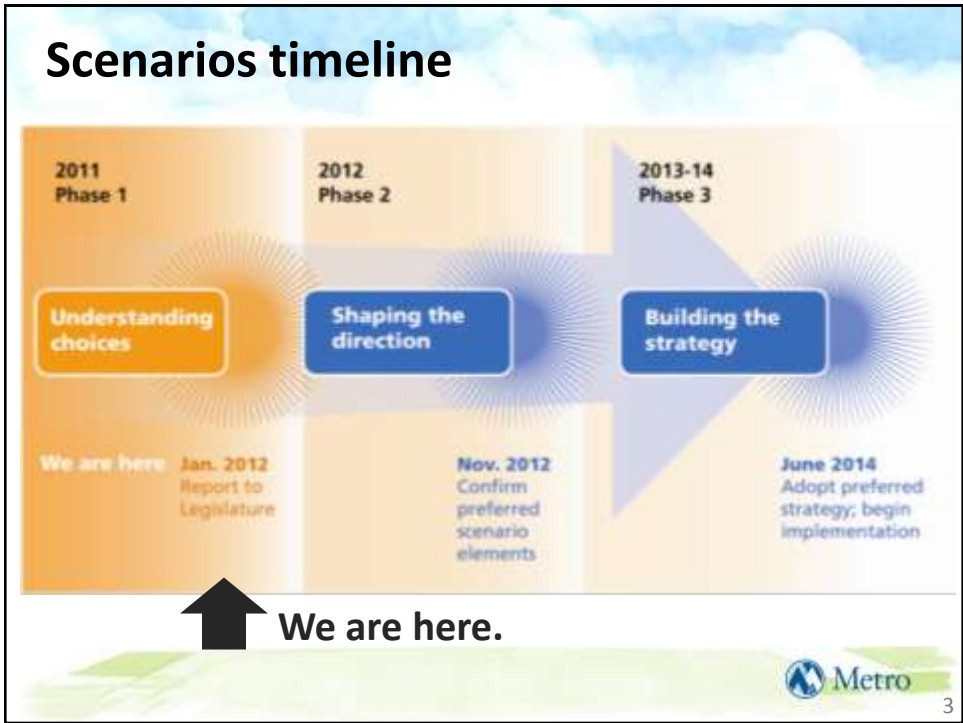 Scenarios timeline
2011
Phase 1
2012
Phase 2
2013-14
Phase 3
Understanding
choices
Shaping the
direction
Building the
strategy
We are here
Jan. 2012
Report to
Legislature
Nov. 2012
Confirm
preferred
scenario
elements
June 2014
Adopt preferred
strategy; begin
implementation
We are here.
Metro
3